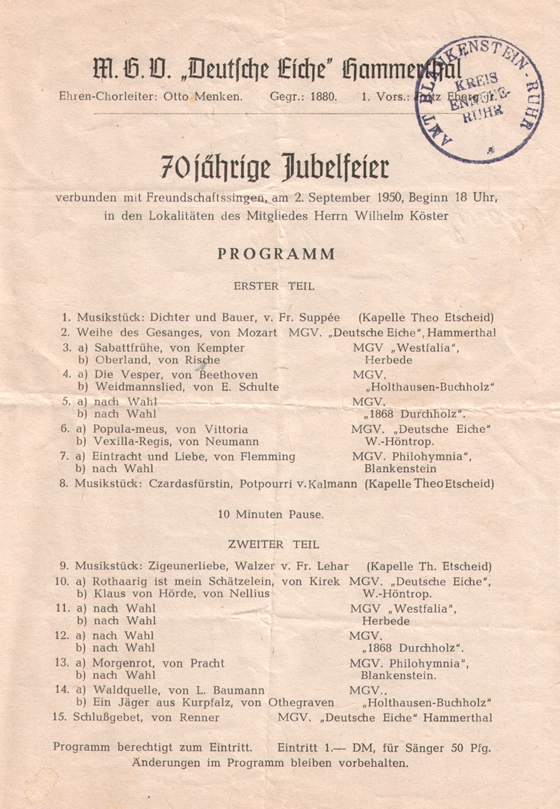 M. G. V. „Deutsche Eiche" Hammerthal
Ehren-Chorleiter: Otto Menken. Gegr.: 1880. 1. Vors.:
AMT BLANKENSTEIN-RUHR
KREIS
ENNEPE-
RUHR
70jährige Jubelfeier
verbunden mit Freundschaftssingen, am 2. September 1950, Beginn 18 Uhr,
in den Lokalitäten des Mitgliedes Herrn Wilhelm Köster
PROGRAMM
ERSTER TEIL
1. Musikstück: Dichter und Bauer, v. Fr. Suppée (Kapelle Theo Etscheid)
2. Weihe des Gesanges, von Mozart MGV. „Deutsche Eiche", Hammerthal
3. a) Sabattfrühe, von Kempter MGV „Westfalia",
b) Oberland, von Rische Herbede
4. a) Die Vesper, von Beethoven MGV.
b) Weidmannslied, von E. Schulte „Holthausen-Buchholz"
5. a) nach Wahl MGV.
b) nach Wahl „1868 Durchholz".
6. a) Popula-meus, von Vittoria MGV. „Deutsche Eiche"
b) Vexilla-Regis, von Neumann W.-Höntrop.
7. a) Eintracht und Liebe, von Flemming MGV. Philohymnia",
b) nach Wahl Blankenstein
8. Musikstück: Czardasfürstin, Potpourri v. Kalmann (Kapelle Theo Etscheid)
10 Minuten Pause.
ZWEITER TEIL
9. Musikstück: Zigeunerliebe, Walzer v. Fr. Lehar (Kapelle Th. Etscheid)
10. a) Rothaarig ist mein Schätzelein, von Kirek MGV. „Deutsche Eiche",
b) Klaus von Hörde, von Nellius W.-Höntrop.
11. a) nach Wahl MGV „Westfalia",
b) nach Wahl Herbede
12. a) nach Wahl MGV.
b) nach Wahl „1868 Durchholz".
13. a) Morgenrot, von Pracht MGV. Philohymnia",
b) nach Wahl Blankenstein.
14. a) Waldquelle, von L. Baumann MGV.,
b) Ein Jäger aus Kurpfalz, von Othegraven „Holthausen-Buchholz"
15. Schlußgebet, von Renner MGV. „Deutsche Eiche" Hammerthal
Programm berechtigt zum Eintritt. Eintritt 1.— DM, für Sänger 50 Pfg.
Änderungen im Programm bleiben vorbehalten.